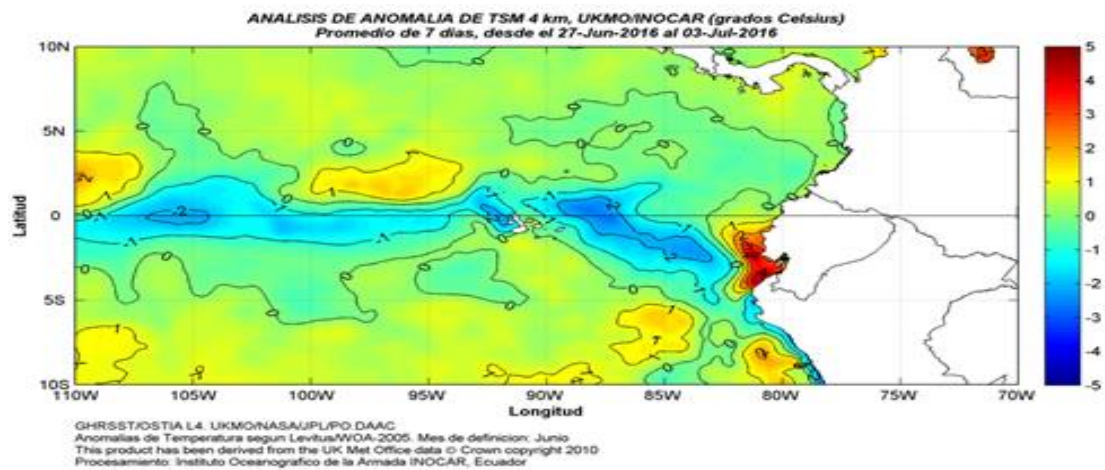 ANALISIS DE ANOMALIA DE TSM 4 km, UKMO/INOCAR (grados Celsius)
Promedio de 7 dias, desde el 27-Jun-2016 al 03-Jul-2016
10N
5N
0
5S
10S
Latitud
110W 105W 100W 95W 90W 85W 80W 75W 70W
Longitud
5
4
3
2
1
0
-1
-2
-3
-4
-5
GHRSST/OSTIA L4. UKMO/NASA/JPL/PO.DAAC
Anomalias de Temperatura segun Levitus/WOA-2005. Mes de definicion: Junio
This product has been derived from the UK Met Office data © Crown copyright 2010
Procesamiento: Instituto Oceanografico de la Armada INOCAR, Ecuador